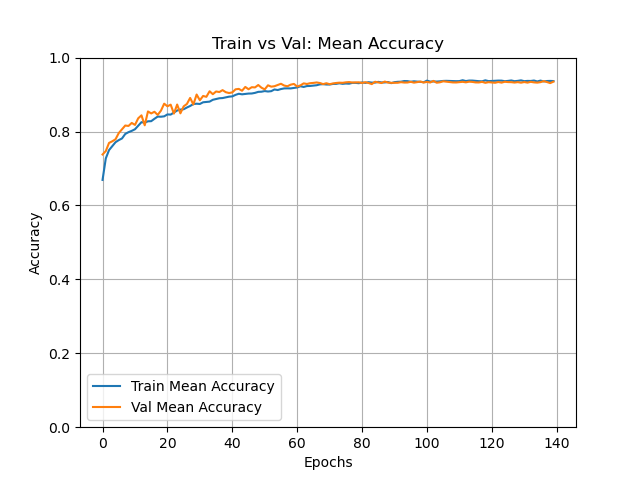 Train vs Val: Mean Accuracy
1.0
0.8
0.6
0.4
0.2
0.0
Accuracy
Train Mean Accuracy
Val Mean Accuracy
0 20 40 60 80 100 120 140
Epochs